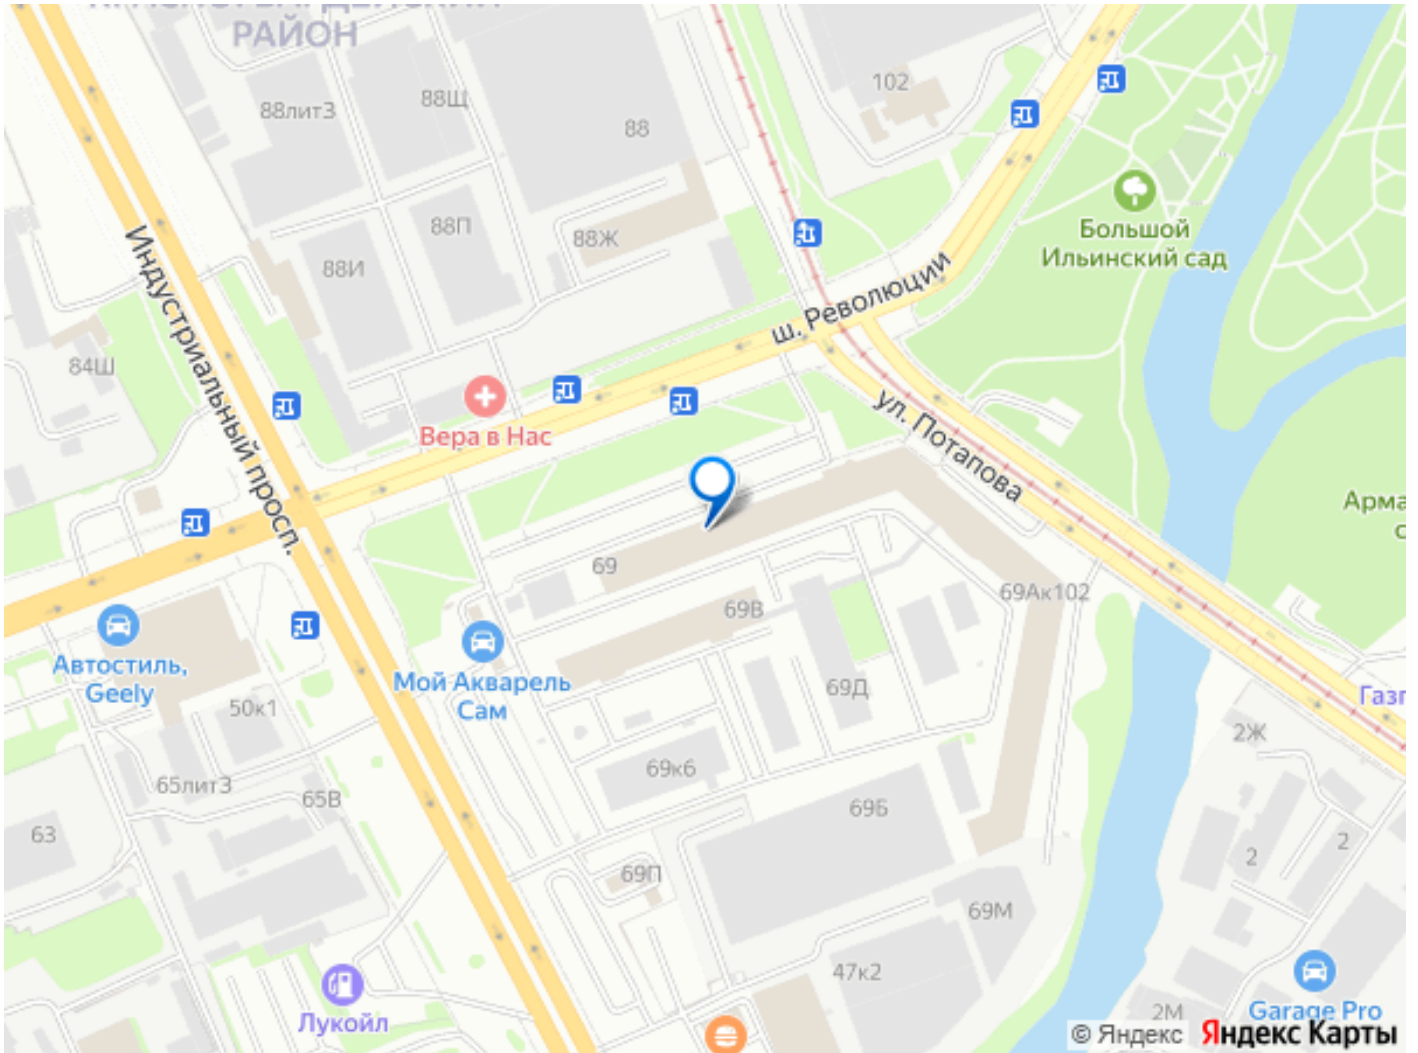 РАЙОН
102
88лит3
88Щ
88
88П
88Ж
88И
Большой
Ильинский сад
ш. Революции
84Ш
Индустриальный просп.
Вера в Нас
ул. Потапова
Арма
с
69
69Ак102
69В
Автостиль,
Geely
Мой Акварель
Сам
69Д
Газп
50к1
2Ж
69к6
65лит3
65В
69Б
63
2
2
69П
69М
47к2
Лукойл
2М
Garage Pro
© Яндекс
Яндекс Карты